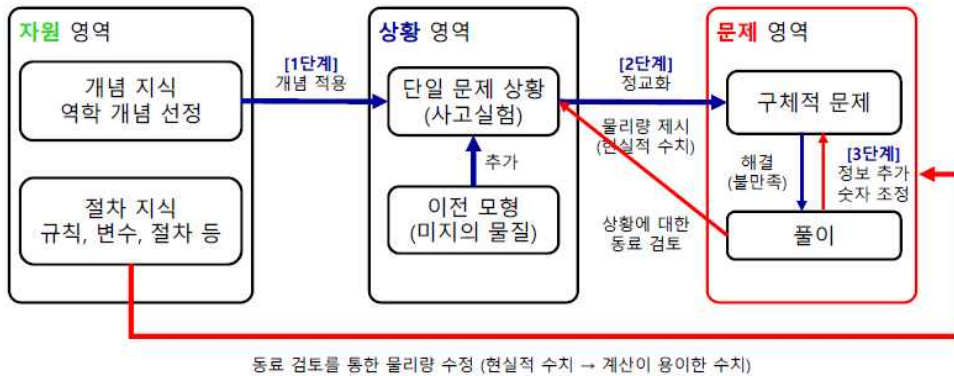 자원 영역
개념 지식
역학 개념 선정
절차 지식
규칙, 변수, 절차 등
[1단계]
개념 적용
상황 영역
단일 문제 상황
(사고실험)
추가
이전 모형
(미지의 물질)
[2단계]
정교화
물리량 제시
(현실적 수치)
상황에 대한
동료 검토
문제 영역
구체적 문제
해결
(불만족)
[3단계]
정보 추가
숫자 조정
풀이
동료 검토를 통한 물리량 수정 (현실적 수치 → 계산이 용이한 수치)